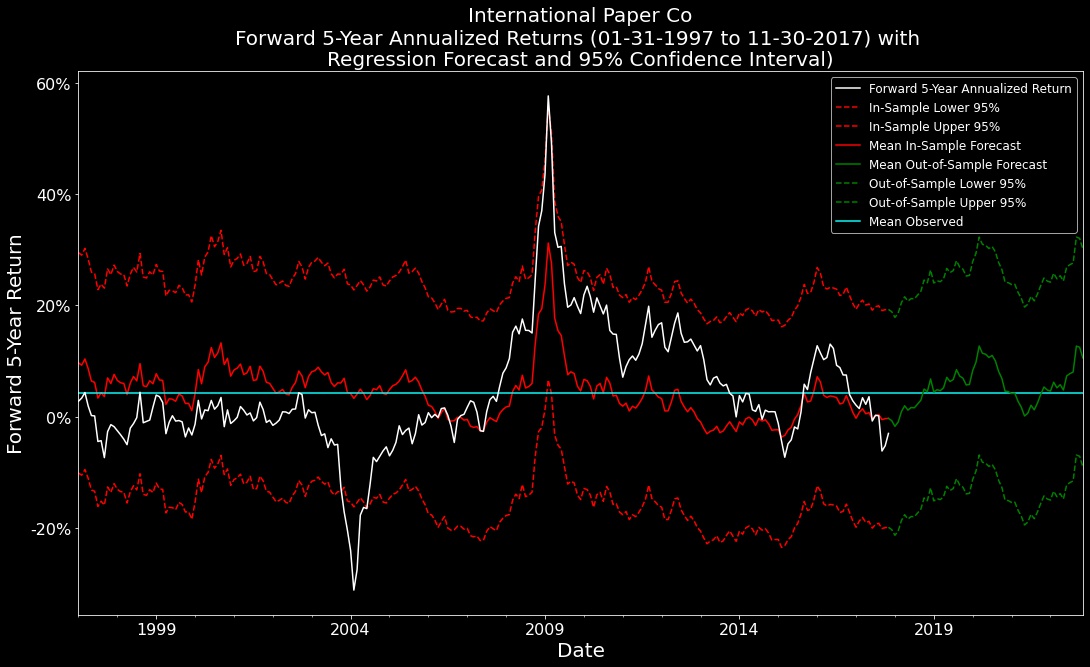 International Paper Co
Forward 5-Year Annualized Returns (01-31-1997 to 11-30-2017) with
Regression Forecast and 95% Confidence Interval)
Forward 5-Year Annualized Return
In-Sample Lower 95%
In-Sample Upper 95%
Mean In-Sample Forecast
Mean Out-of-Sample Forecast
Out-of-Sample Lower 95%
Out-of-Sample Upper 95%
Mean Observed
Forward 5-Year Return
60%
40%
20%
0%
-20%
1999
2004
2009
2014
2019
Date